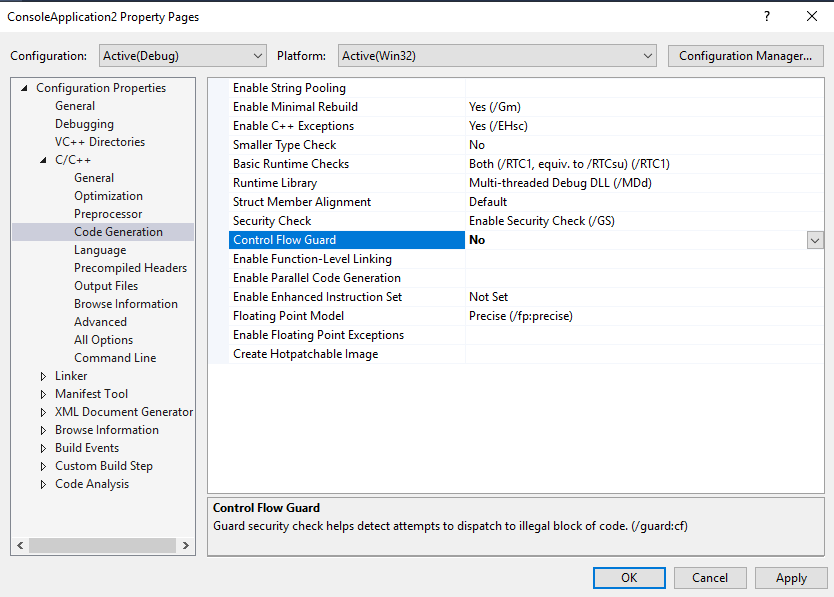 ConsoleApplication2 Property Pages
?
Configuration: Active(Debug) Platform: Active(Win32) Configuration Manager...
Configuration Properties
General
Debugging
VC++ Directories
C/C++
General
Optimization
Preprocessor
Code Generation
Language
Precompiled Headers
Output Files
Browse Information
Advanced
All Options
Command Line
Linker
Manifest Tool
XML Document Generator
Browse Information
Build Events
Custom Build Step
Code Analysis
Enable String Pooling
Enable Minimal Rebuild Yes (/Gm)
Enable C++ Exceptions Yes (/EHsc)
Smaller Type Check No
Basic Runtime Checks Both (/RTC1, equiv. to /RTCsu) (/RTC1)
Runtime Library Multi-threaded Debug DLL (/MDd)
Struct Member Alignment Default
Security Check Enable Security Check (/GS)
Control Flow Guard No
Enable Function-Level Linking
Enable Parallel Code Generation
Enable Enhanced Instruction Set Not Set
Floating Point Model Precise (/fp:precise)
Enable Floating Point Exceptions
Create Hotpatchable Image
Control Flow Guard
Guard security check helps detect attempts to dispatch to illegal block of code. (/guard:cf)
OK Cancel Apply